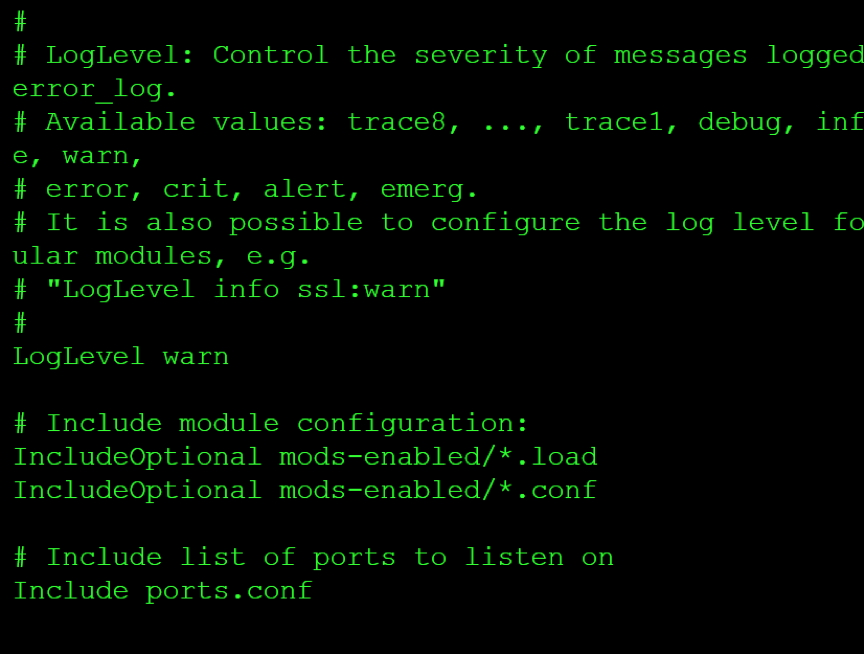 #
# LogLevel: Control the severity of messages logged
error_log.
# Available values: trace8, ..., trace1, debug, inf
e, warn,
# error, crit, alert, emerg.
# It is also possible to configure the log level fo
ular modules, e.g.
# "LogLevel info ssl:warn"
#
LogLevel warn

# Include module configuration:
IncludeOptional mods-enabled/*.load
IncludeOptional mods-enabled/*.conf

# Include list of ports to listen on
Include ports.conf